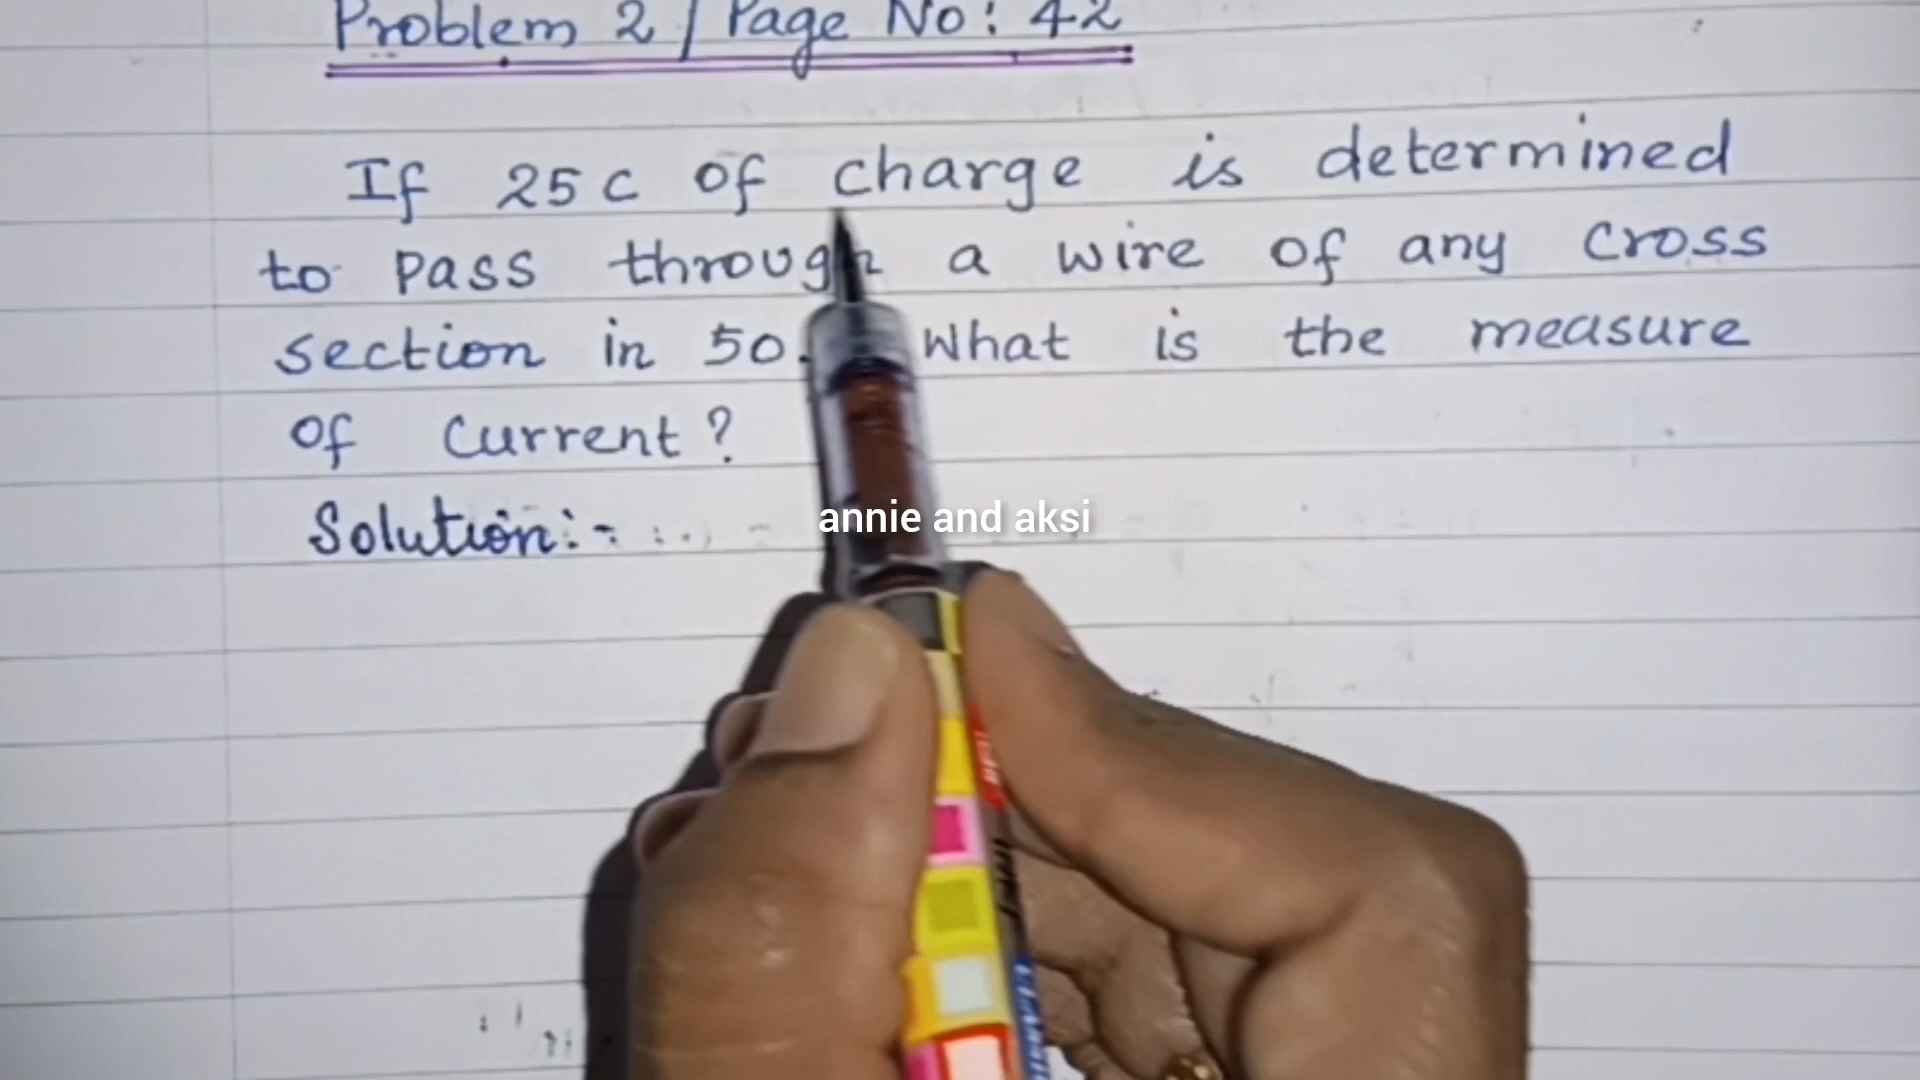 Problem 2 / Page No: 42
If 25 c of charge is determined
to pass through a wire of any cross
section in 50. What is the measure
of current?
Solution:-
annie and aksi